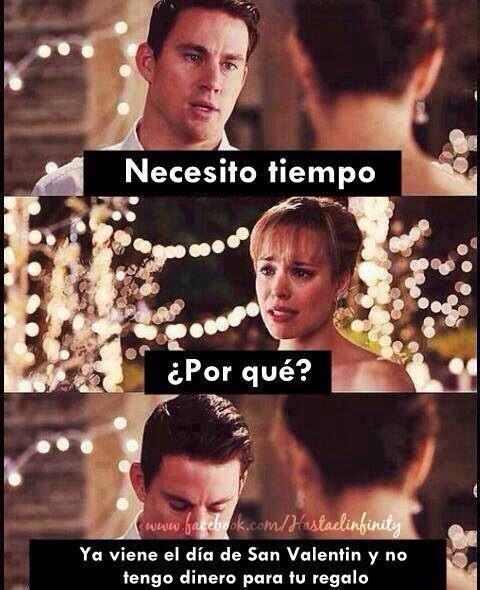 Necesito tiempo
¿Por qué?
www.facebook.com/Hastaelinfinity
Ya viene el día de San Valentin y no
tengo dinero para tu regalo